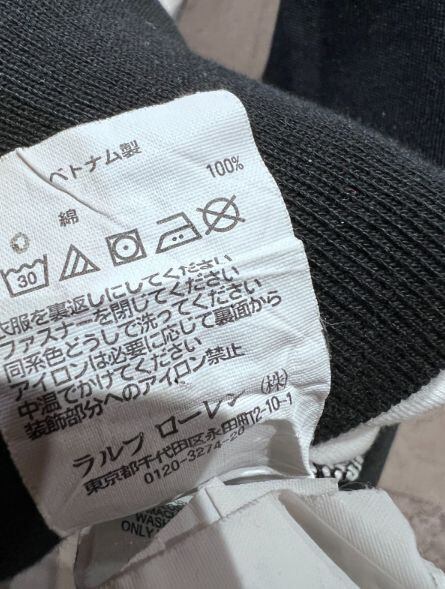 ベトナム製
綿 100%
30
衣服を裏返しにしてください
ファスナーを閉じてください
同系色どうしで洗ってください
アイロンは必要に応じて裏面から
中温でかけてください
装飾部分へのアイロン禁止
ラルフ ローレン (株)
東京都千代田区永田町2-10-1
0120-3274-20
WASH
ONLY